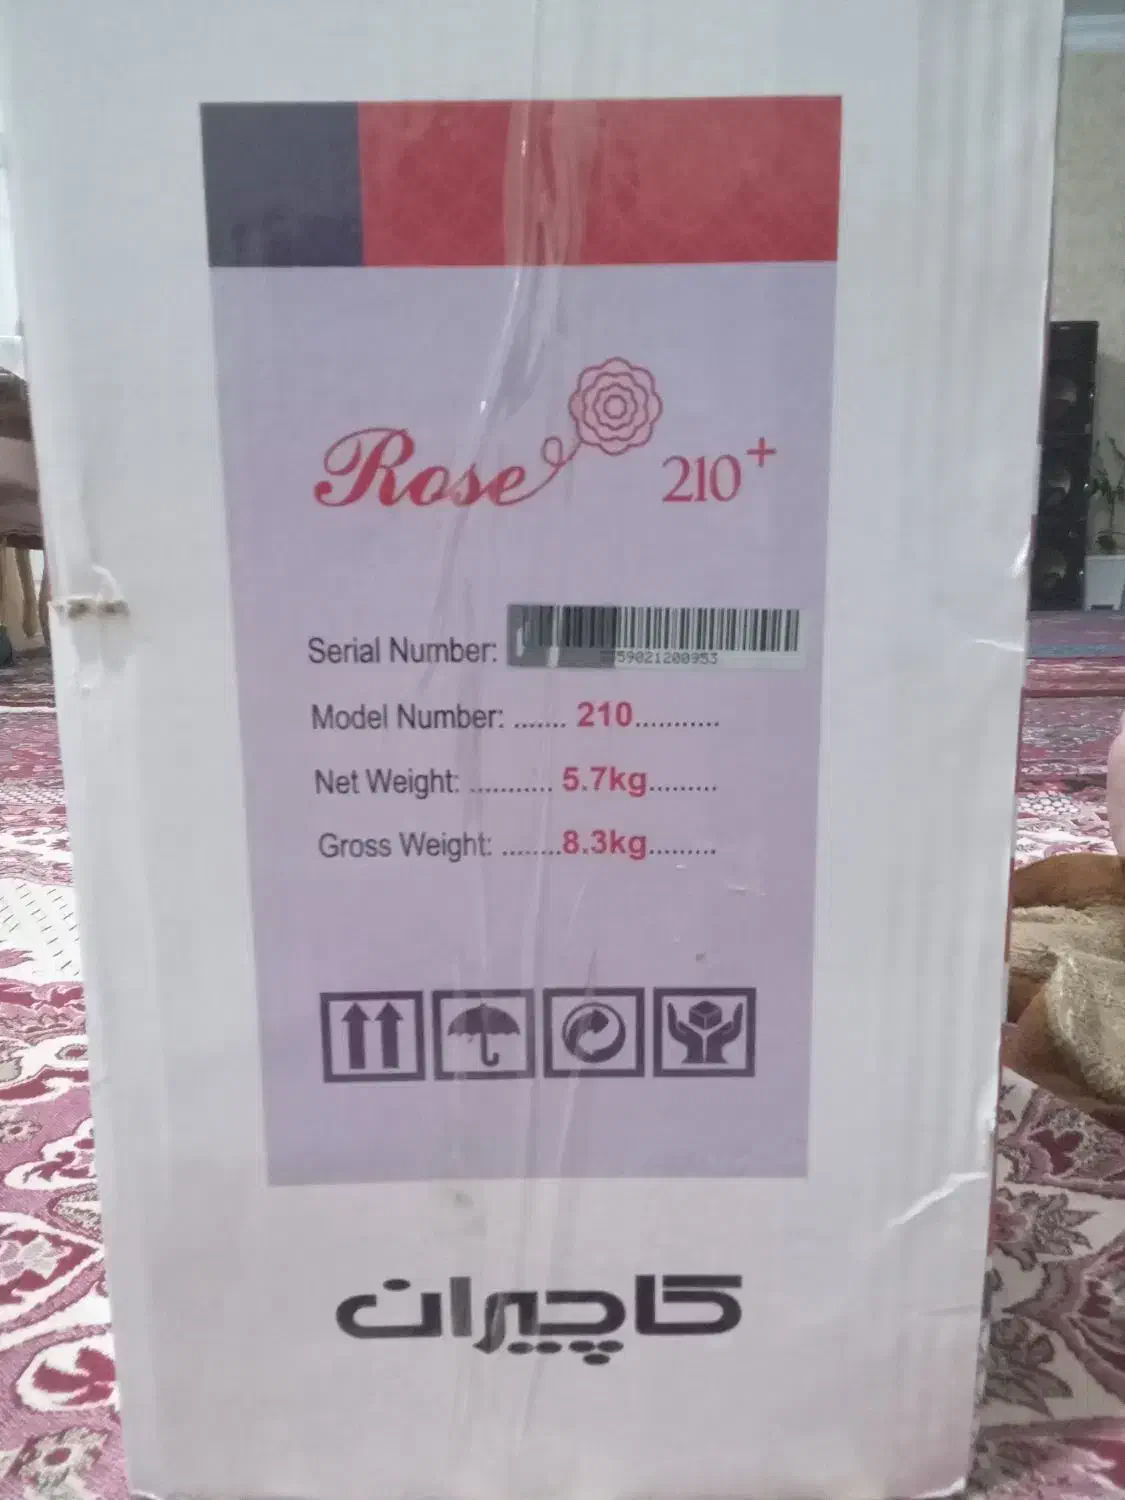 Rose 210+
Serial Number: 59021200953
Model Number: ....... 210...........
Net Weight: ........... 5.7kg.........
Gross Weight: ........8.3kg.........
کاچیران